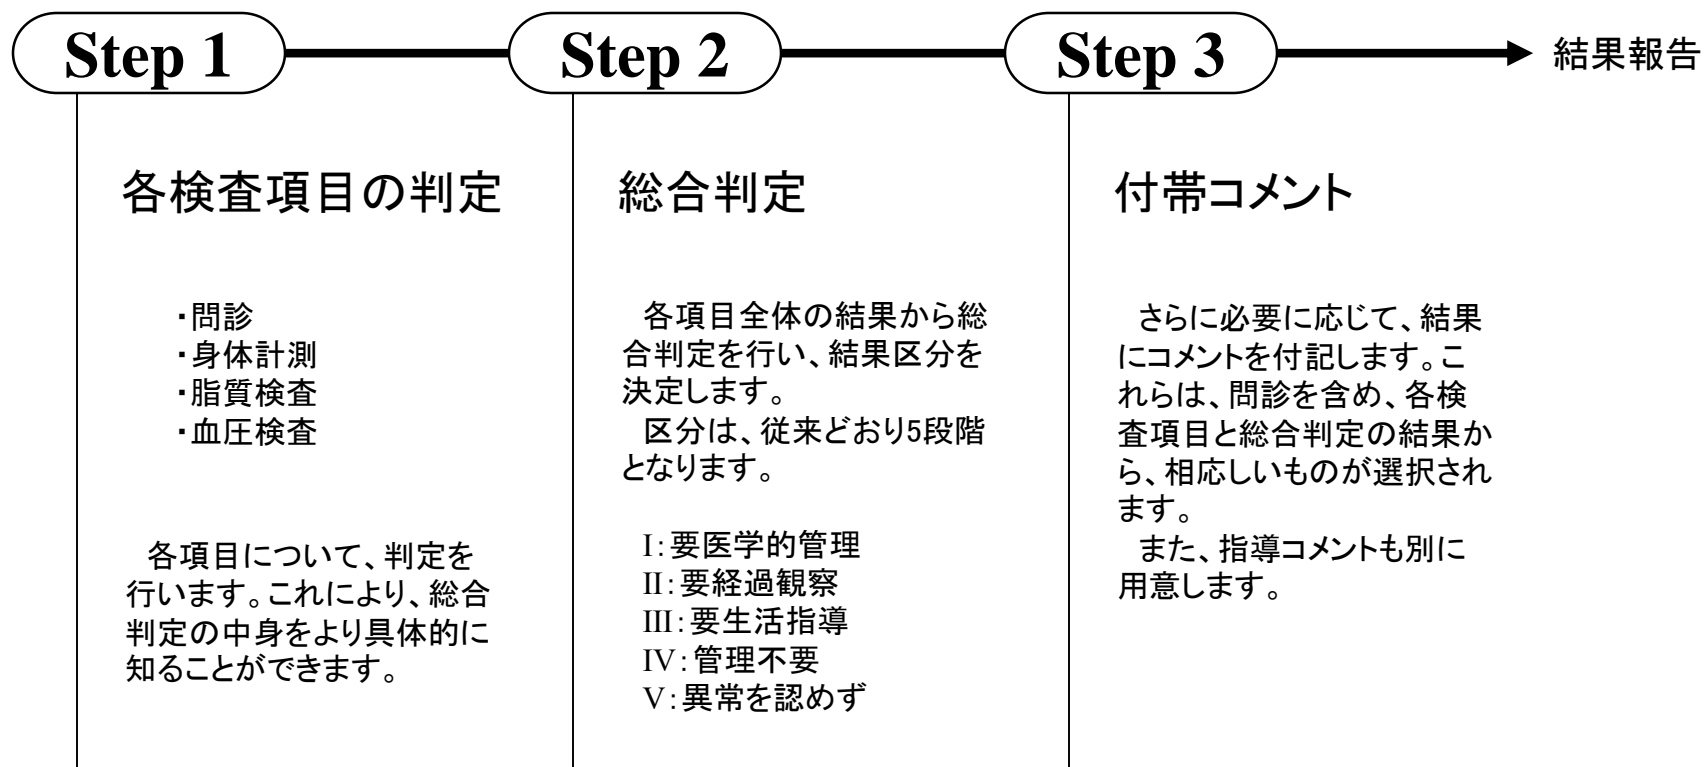 Step 1
Step 2
Step 3
結果報告
各検査項目の判定
・問診
・身体計測
・脂質検査
・血圧検査
各項目について、判定を
行います。これにより、総合
判定の中身をより具体的に
知ることができます。
総合判定
各項目全体の結果から総
合判定を行い、結果区分を
決定します。
区分は、従来どおり5段階
となります。
I：要医学的管理
II：要経過観察
III：要生活指導
IV：管理不要
V：異常を認めず
付帯コメント
さらに必要に応じて、結果
にコメントを付記します。こ
れらは、問診を含め、各検
査項目と総合判定の結果か
ら、相応しいものが選択され
ます。
また、指導コメントも別に
用意します。